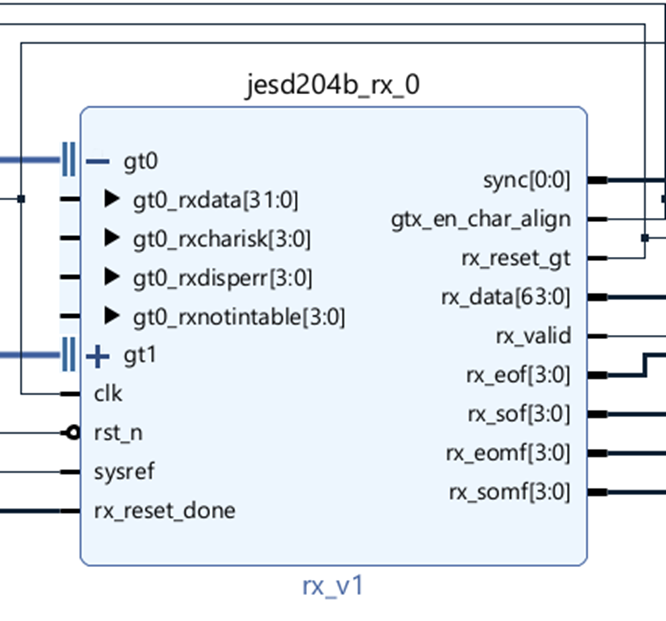 jesd204b_rx_0
gt0
gt0_rxdata[31:0]
gt0_rxcharisk[3:0]
gt0_rxdisperr[3:0]
gt0_rxnotintable[3:0]
gt1
clk
rst_n
sysref
rx_reset_done
sync[0:0]
gtx_en_char_align
rx_reset_gt
rx_data[63:0]
rx_valid
rx_eof[3:0]
rx_sof[3:0]
rx_eomf[3:0]
rx_somf[3:0]
rx_v1